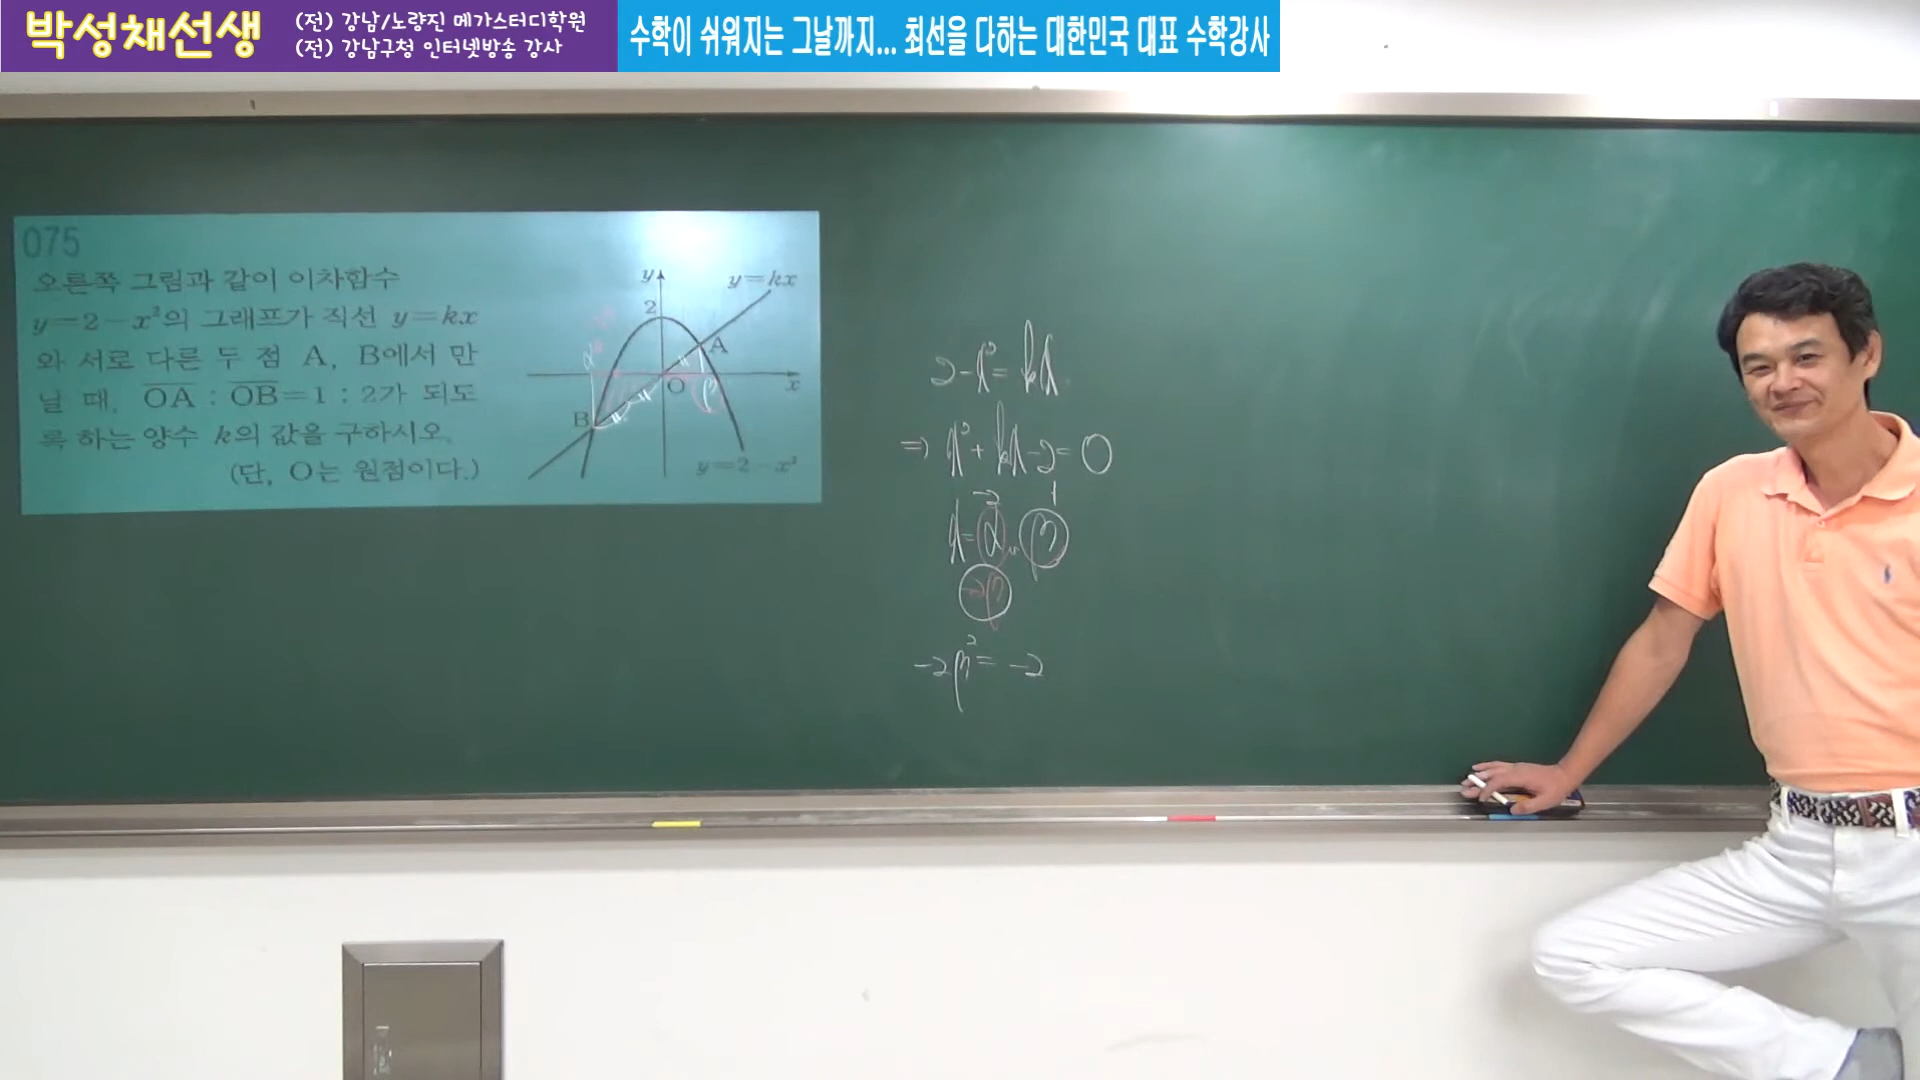 박성채선생
(전) 강남/노량진 메가스터디학원
(전) 강남구청 인터넷방송 강사
수학이 쉬워지는 그날까지... 최선을 다하는 대한민국 대표 수학강사
075
오른쪽 그림과 같이 이차함수
y=2-x²의 그래프가 직선 y=kx
와 서로 다른 두 점 A, B에서 만
날 때, OA : OB=1 : 2가 되도
록 하는 양수 k의 값을 구하시오.
(단, O는 원점이다.)
y
y=kx
2
α
A
O
β
x
B
y=2-x²
2-x²=kx
⇒ x²+kx-2=0
-2 1
x=α, β
-2β
-2β²=-2